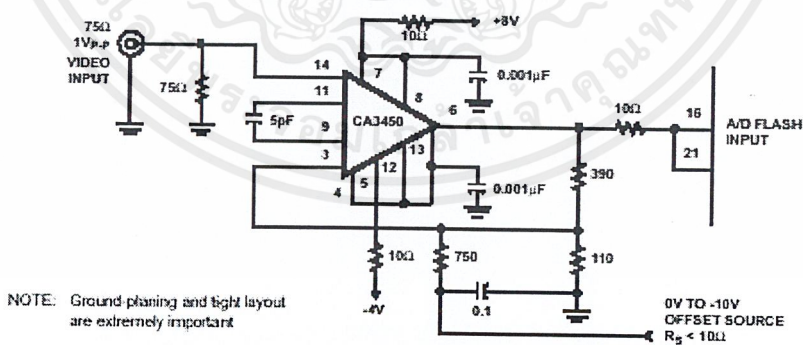 75Ω
1Vp.p
VIDEO
INPUT
75Ω
14
11
5pF
9
3
4
5
12
13
CA3450
7
8
6
10Ω
+8V
0.001µF
0.001µF
10Ω
-4V
750
0.1
390
110
10Ω
16
21
A/D FLASH
INPUT
0V TO -10V
OFFSET SOURCE
RS < 10Ω
NOTE: Ground-planing and tight layout
are extremely important